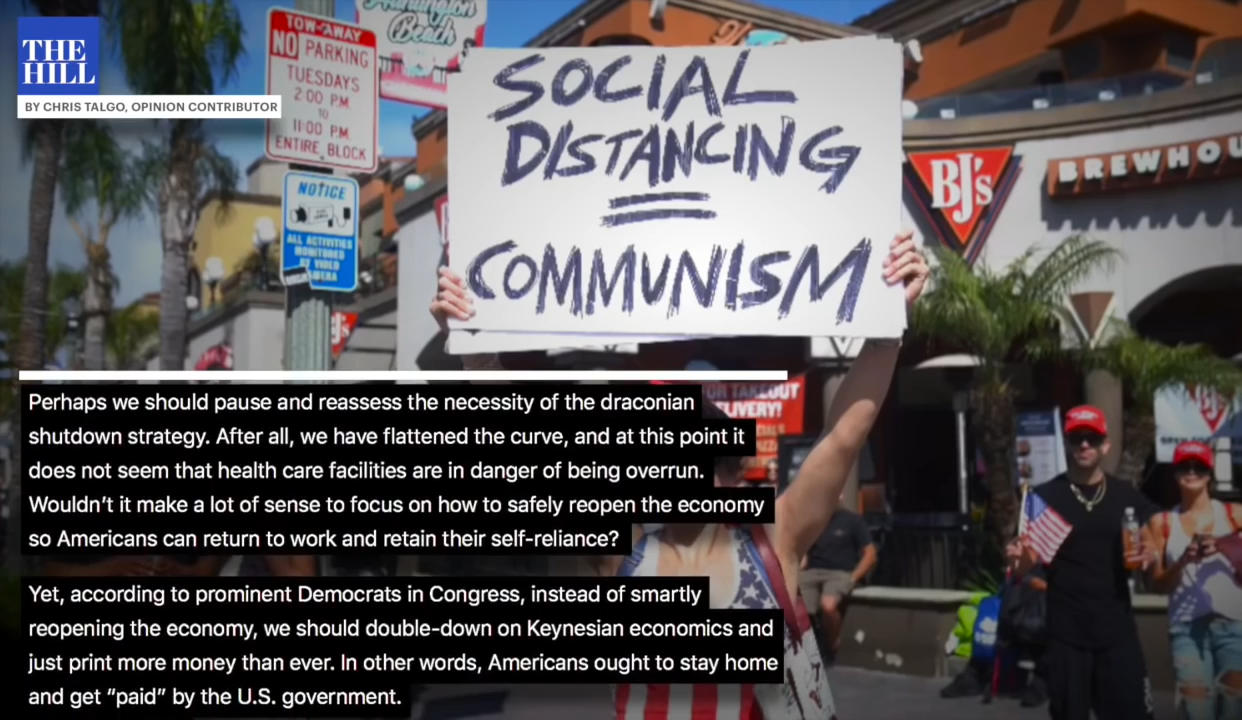 THE
HILL
BY CHRIS TALGO, OPINION CONTRIBUTOR
TOW-AWAY
NO PARKING
TUESDAYS
2:00 P.M.
TO
11:00 P.M.
ENTIRE BLOCK
Huntington
Beach
NOTICE
ALL ACTIVITIES
MONITORED
BY VIDEO
CAMERA
SOCIAL
DISTANCING
=
COMMUNISM
BJ's
BREWHOU
TAKEOUT
LIVERY!
Perhaps we should pause and reassess the necessity of the draconian
shutdown strategy. After all, we have flattened the curve, and at this point it
does not seem that health care facilities are in danger of being overrun.
Wouldn't it make a lot of sense to focus on how to safely reopen the economy
so Americans can return to work and retain their self-reliance?
Yet, according to prominent Democrats in Congress, instead of smartly
reopening the economy, we should double-down on Keynesian economics and
just print more money than ever. In other words, Americans ought to stay home
and get “paid” by the U.S. government.